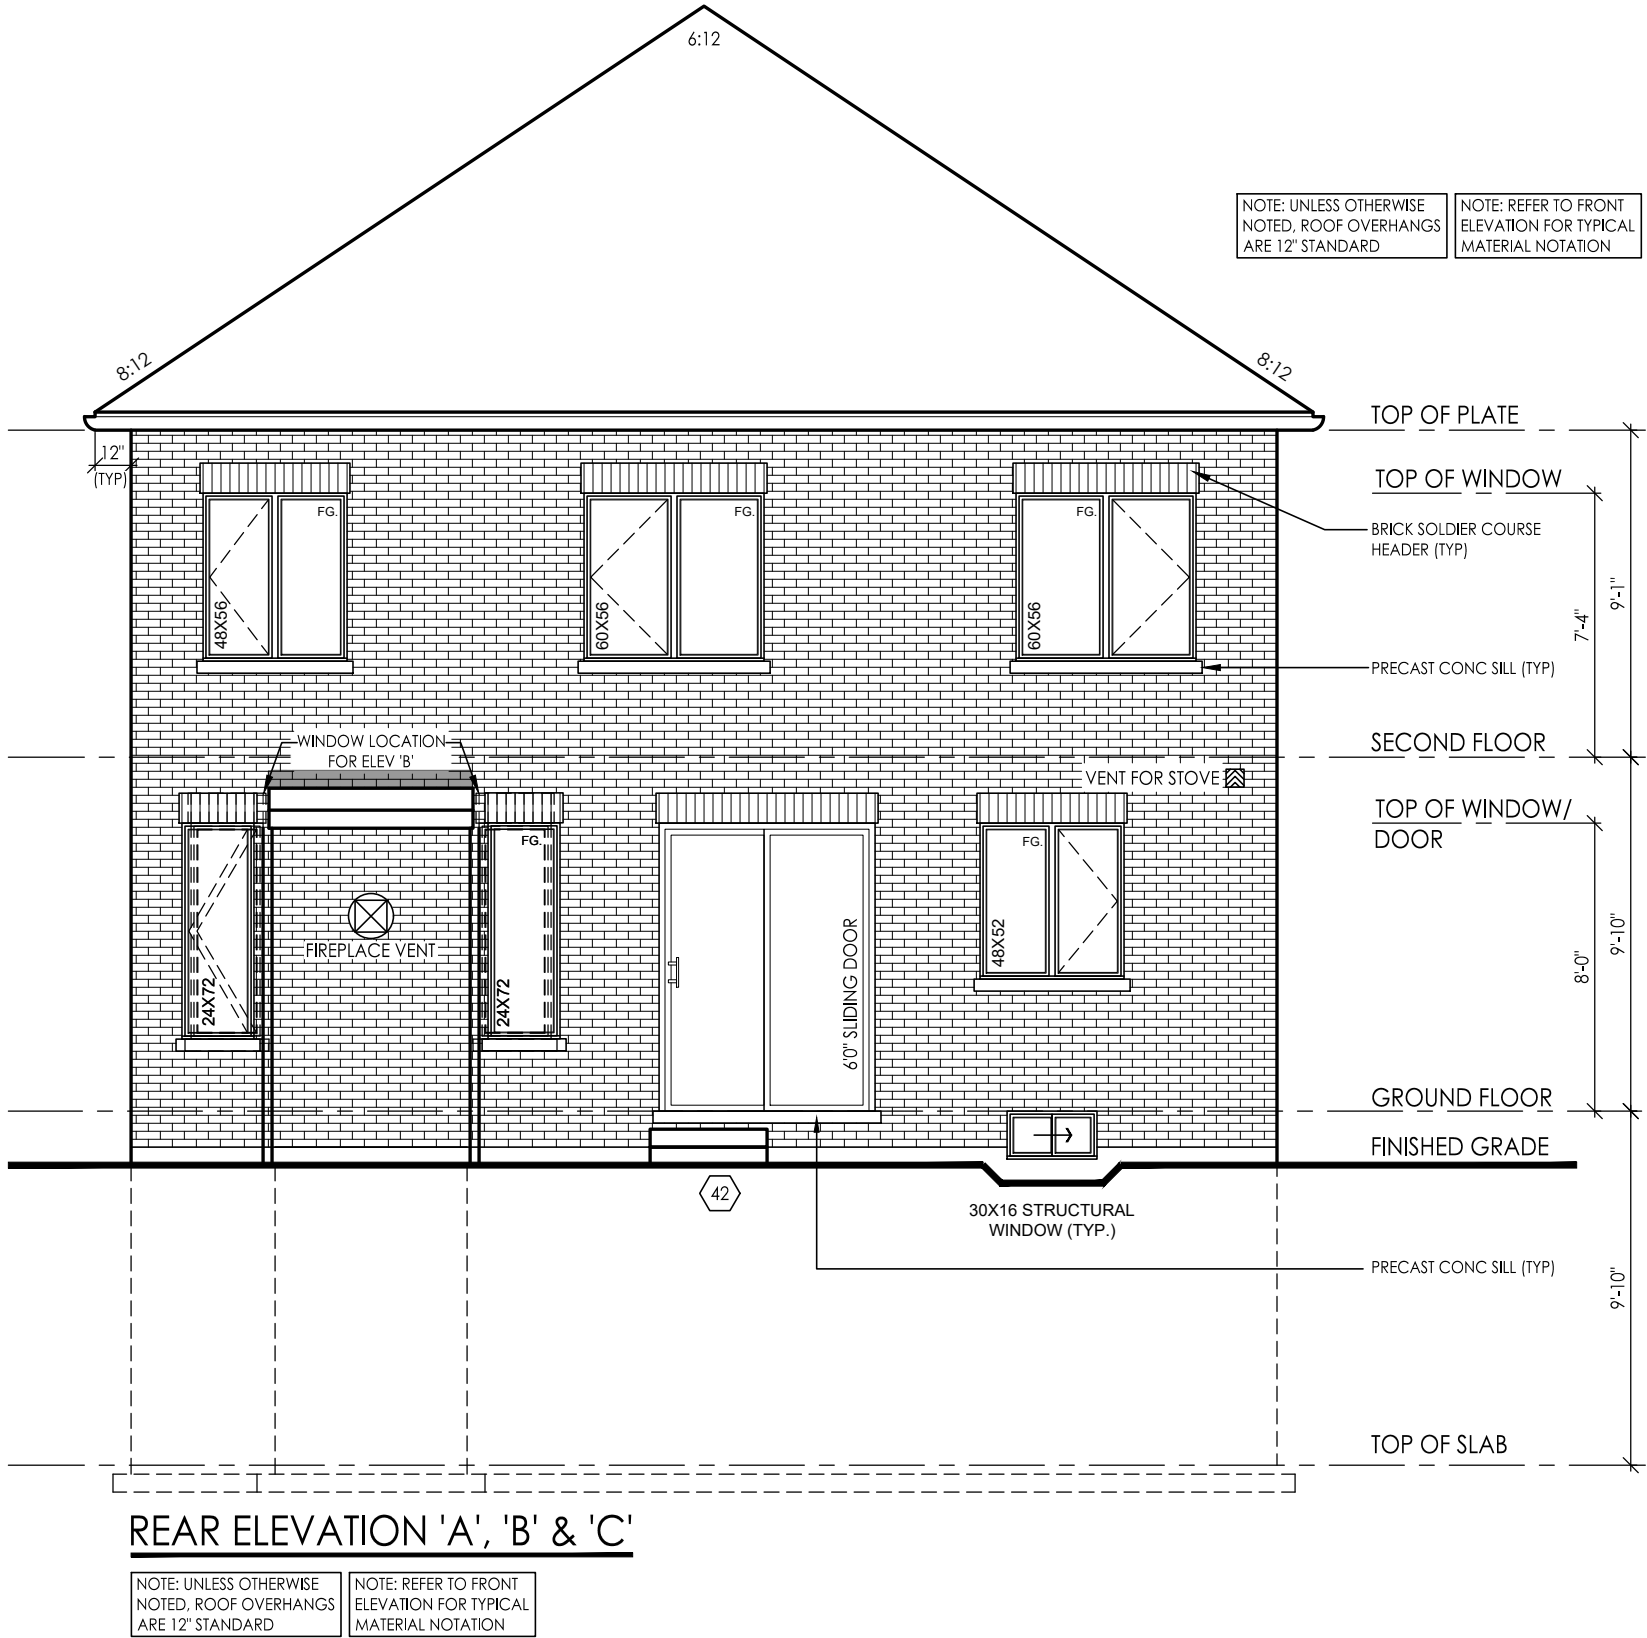 6:12
NOTE: UNLESS OTHERWISE
NOTED, ROOF OVERHANGS
ARE 12" STANDARD
NOTE: REFER TO FRONT
ELEVATION FOR TYPICAL
MATERIAL NOTATION
8:12
8:12
TOP OF PLATE
12"
(TYP)
TOP OF WINDOW
FG.
FG.
FG.
BRICK SOLDIER COURSE
HEADER (TYP)
48X56
60X56
60X56
7'-4"
9'-1"
PRECAST CONC SILL (TYP)
WINDOW LOCATION
FOR ELEV 'B'
SECOND FLOOR
VENT FOR STOVE
TOP OF WINDOW/
DOOR
FG.
FG.
FIREPLACE VENT
24X72
24X72
6'0" SLIDING DOOR
48X52
8'-0"
9'-10"
GROUND FLOOR
FINISHED GRADE
42
30X16 STRUCTURAL
WINDOW (TYP.)
PRECAST CONC SILL (TYP)
9'-10"
TOP OF SLAB
REAR ELEVATION 'A', 'B' & 'C'
NOTE: UNLESS OTHERWISE
NOTED, ROOF OVERHANGS
ARE 12" STANDARD
NOTE: REFER TO FRONT
ELEVATION FOR TYPICAL
MATERIAL NOTATION